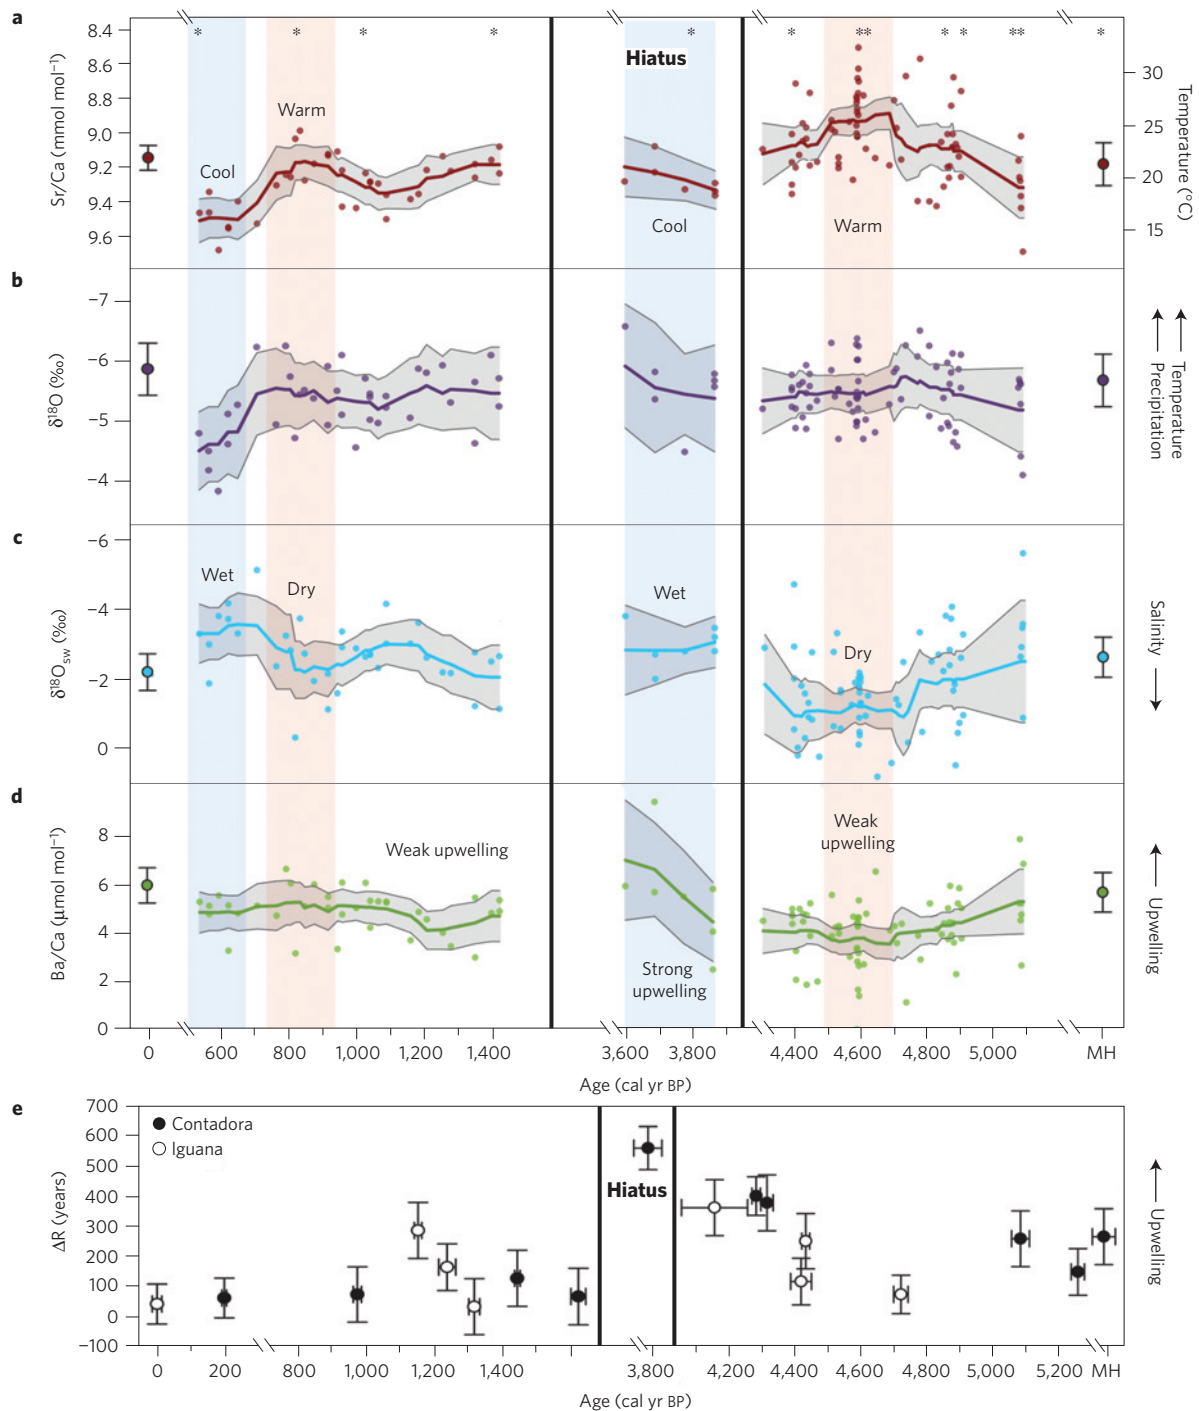 a
* * * * * * ** ** ** *
8.4
8.6
8.8
9.0
9.2
9.4
9.6
Sr/Ca (mmol mol⁻¹)
Cool
Warm
Hiatus
Cool
Warm
30
25
20
15
Temperature (°C)
b
−7
−6
−5
−4
δ¹⁸O (‰)
Precipitation
Temperature
c
−6
−4
−2
0
δ¹⁸Osw (‰)
Wet
Dry
Wet
Dry
Salinity
d
8
6
4
2
0
Ba/Ca (μmol mol⁻¹)
Weak upwelling
Strong
upwelling
Weak
upwelling
Upwelling
0 600 800 1,000 1,200 1,400 3,600 3,800 4,400 4,600 4,800 5,000 MH
Age (cal yr BP)
e
700
600
500
400
300
200
100
0
−100
ΔR (years)
Contadora
Iguana
Hiatus
Upwelling
0 200 800 1,000 1,200 1,400 3,800 4,200 4,400 4,600 4,800 5,000 5,200 MH
Age (cal yr BP)